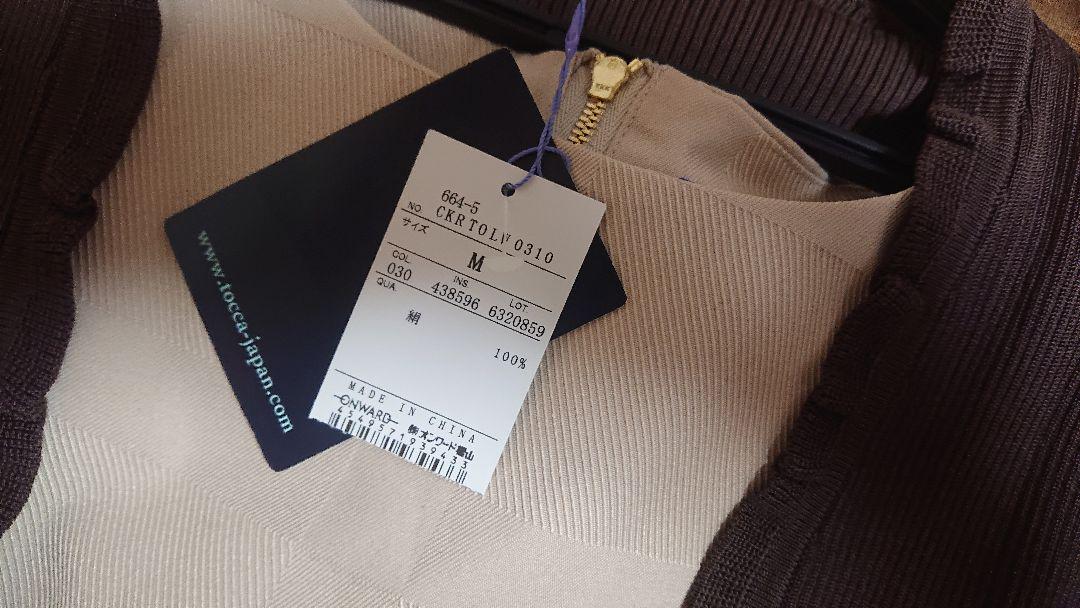 664-5
NO. CKRTOLW0310
サイズ
M
COL. INS. LOT.
030 438596 6320859
QUA.
絹
100%
MADE IN CHINA
ONWARD ㈱オンワード樫山
4549571939433
www.tocca-japan.com